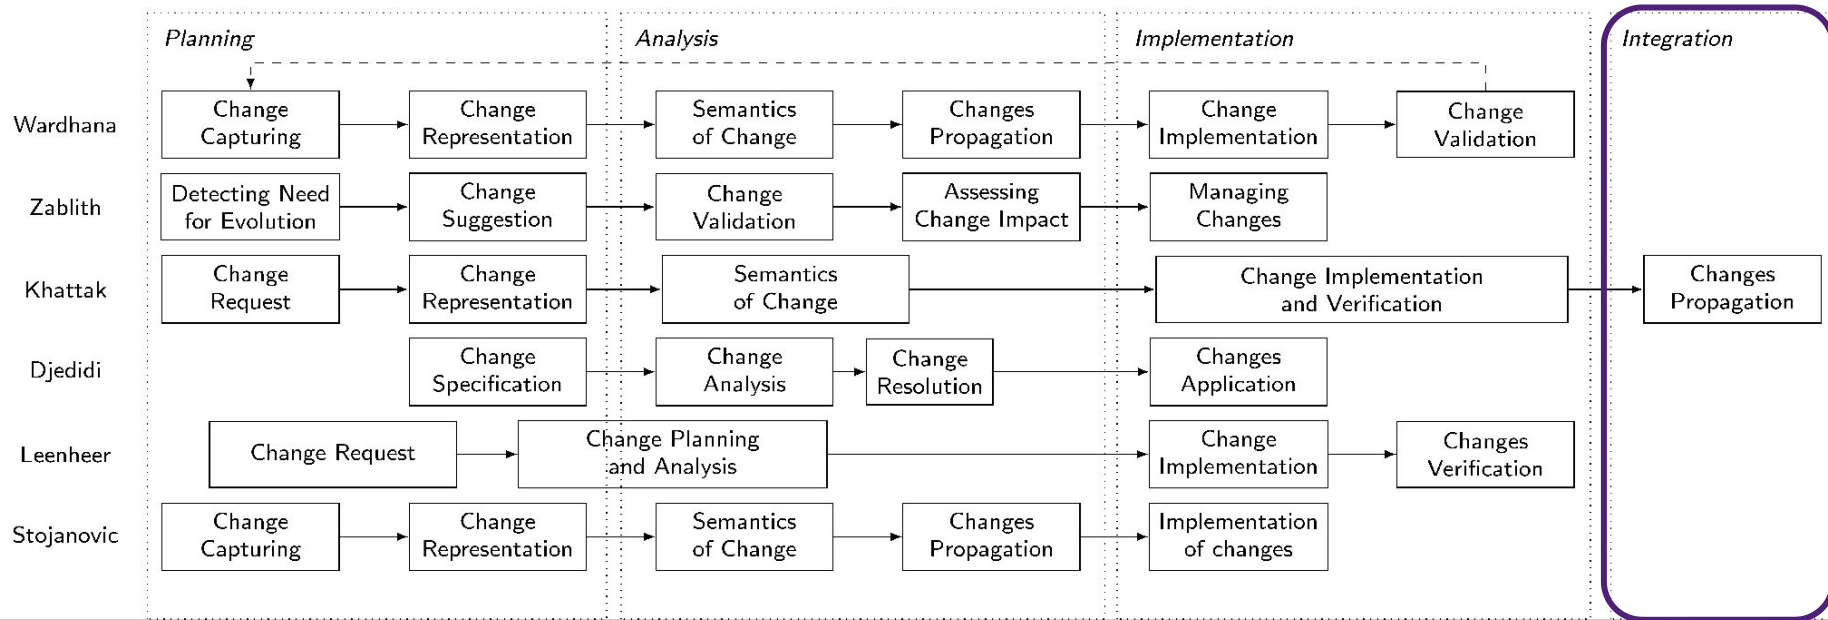 Planning
Analysis
Implementation
Integration
Wardhana
Change
Capturing
Change
Representation
Semantics
of Change
Changes
Propagation
Change
Implementation
Change
Validation
Zablith
Detecting Need
for Evolution
Change
Suggestion
Change
Validation
Assessing
Change Impact
Managing
Changes
Khattak
Change
Request
Change
Representation
Semantics
of Change
Change Implementation
and Verification
Changes
Propagation
Djedidi
Change
Specification
Change
Analysis
Change
Resolution
Changes
Application
Leenheer
Change Request
Change Planning
and Analysis
Change
Implementation
Changes
Verification
Stojanovic
Change
Capturing
Change
Representation
Semantics
of Change
Changes
Propagation
Implementation
of changes